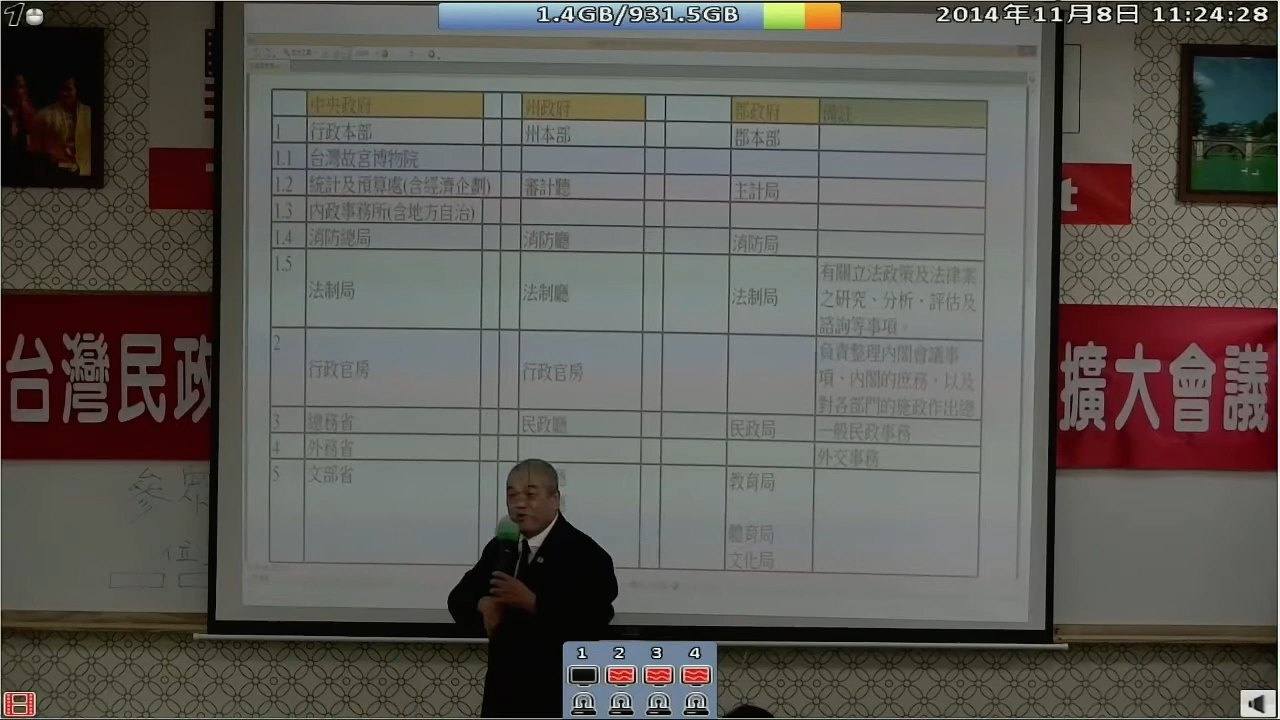 1
1.4GB/931.5GB
2014年11月8日 11:24:28
中央政府 州政府 郡政府 備註
1 行政本部 州本部 郡本部
1.1 台灣故宮博物院
1.2 統計及預算處(含經濟企劃) 審計廳 主計局
1.3 內政事務所(含地方自治)
1.4 消防總局 消防廳 消防局
1.5 法制局 法制廳 法制局 有關立法政策及法律業
之研究、分析、評估及
諮詢等事項。
2 行政官房 行政官房 負責整理內閣會議事
項、內閣的庶務，以及
對各部門的施政作出總
3 總務省 民政廳 民政局 一般民政事務
4 外務省 外交事務
5 文部省 教育局
體育局
文化局
t
台灣民政
擴大會議
參眾
位
1 2 3 4